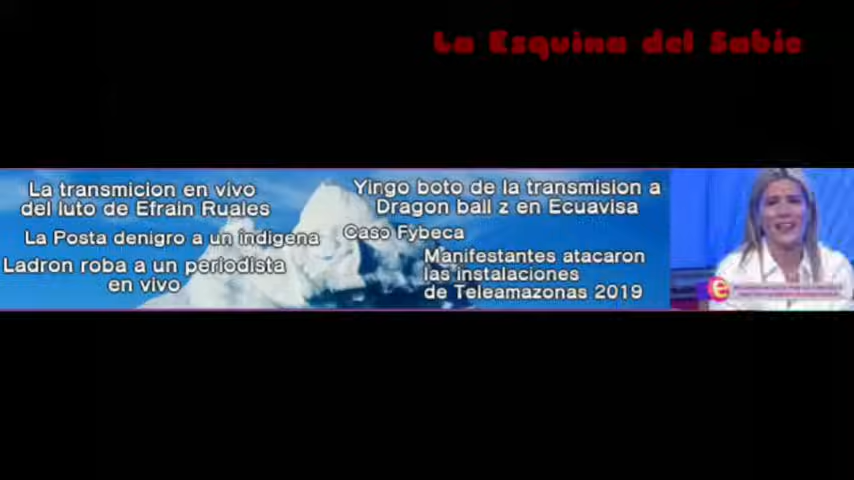 La Esquina del Sabio
La transmicion en vivo
del luto de Efrain Ruales
La Posta denigro a un indigena
Ladron roba a un periodista
en vivo
Yingo boto de la transmision a
Dragon ball z en Ecuavisa
Caso Fybeca
Manifestantes atacaron
las instalaciones
de Teleamazonas 2019
e